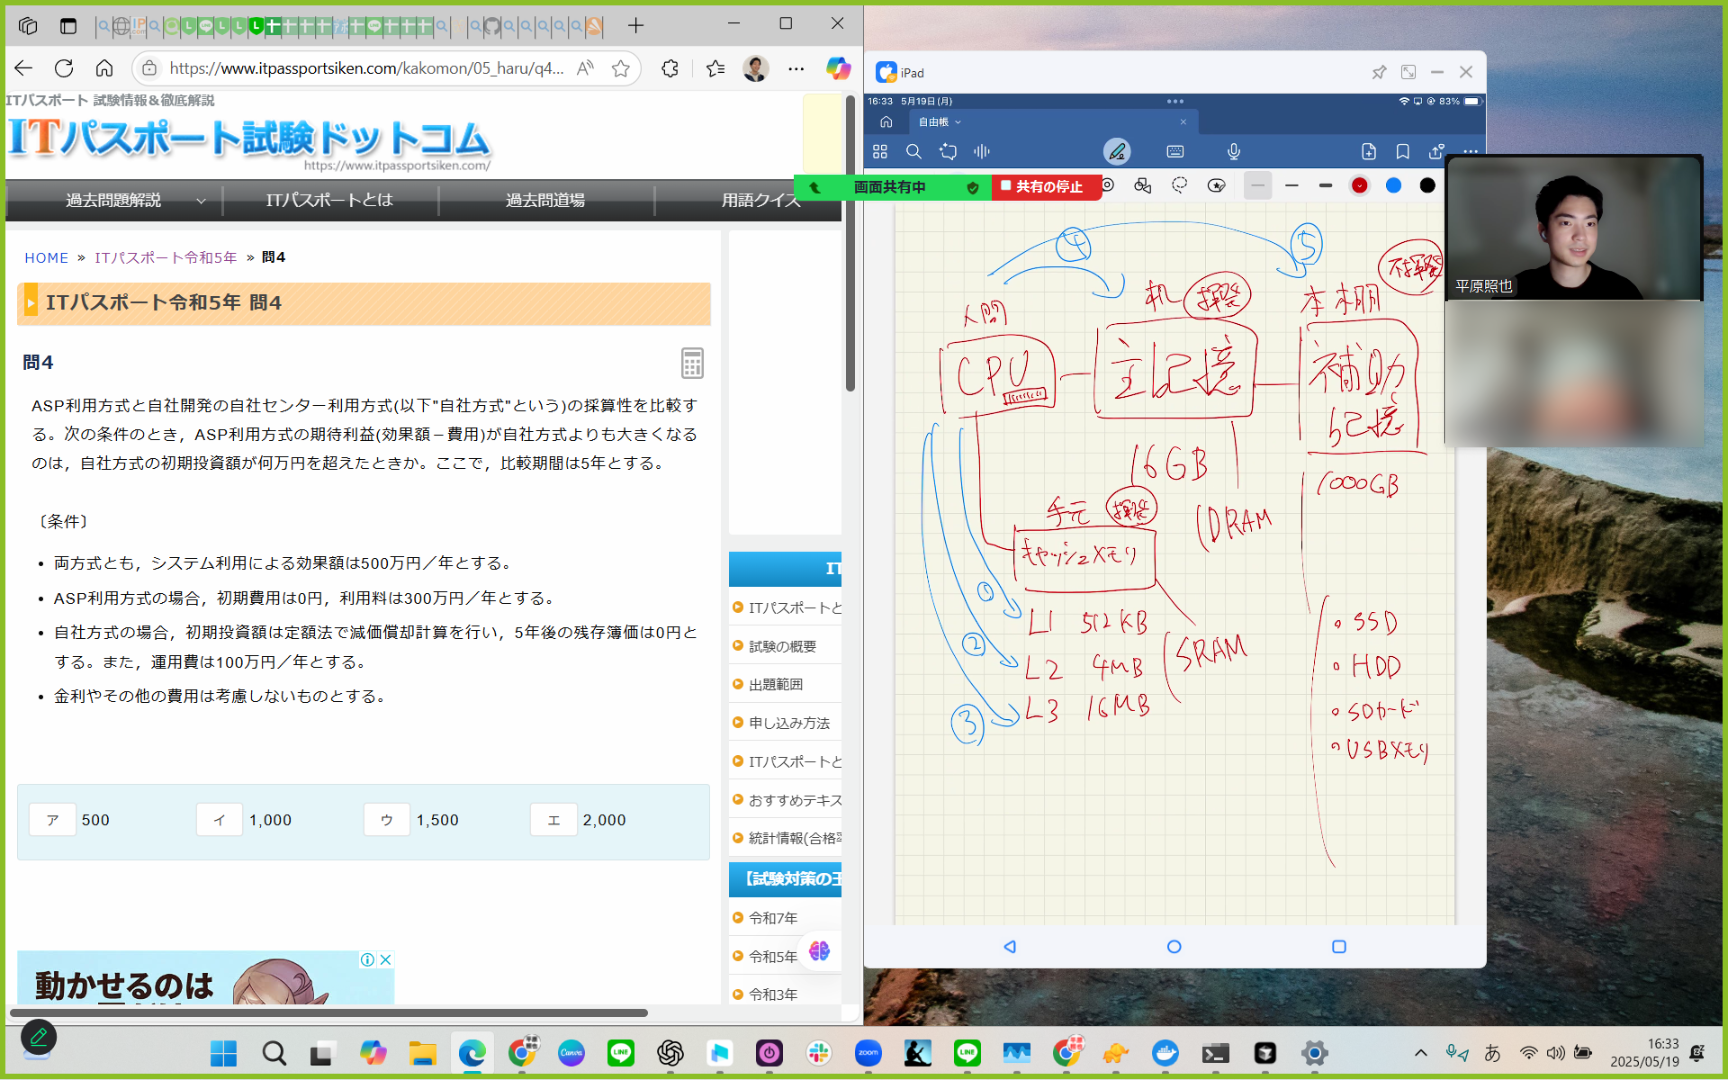 https://www.itpassportsiken.com/kakomon/05_haru/q4...
ITパスポート 試験情報&徹底解説
ITパスポート試験ドットコム
https://www.itpassportsiken.com/
過去問題解説
ITパスポートとは
過去問道場
用語クイズ
HOME » ITパスポート令和5年 » 問4
ITパスポート令和5年 問4
問4
ASP利用方式と自社開発の自社センター利用方式(以下"自社方式"という)の採算性を比較す
る。次の条件のとき，ASP利用方式の期待利益(効果額－費用)が自社方式よりも大きくなる
のは，自社方式の初期投資額が何万円を超えたときか。ここで，比較期間は5年とする。
〔条件〕
• 両方式とも，システム利用による効果額は500万円／年とする。
• ASP利用方式の場合，初期費用は0円，利用料は300万円／年とする。
• 自社方式の場合，初期投資額は定額法で減価償却計算を行い，5年後の残存簿価は0円と
する。また，運用費は100万円／年とする。
• 金利やその他の費用は考慮しないものとする。
ア 500
イ 1,000
ウ 1,500
エ 2,000
動かせるのは
IT
ITパスポートと
試験の概要
出題範囲
申し込み方法
ITパスポートと
おすすめテキス
統計情報(合格率
【試験対策の王
令和7年
令和5年
令和3年
iPad
16:33 5月19日(月)
83%
自由帳
画面共有中
共有の停止
④
⑤
人間
机
揮発
本棚
不揮発
CPU
主記憶
補助
記憶
16GB
1000GB
手元
揮発
DRAM
キャッシュメモリ
①
L1 512KB
②
L2 4MB
SRAM
③
L3 16MB
• SSD
• HDD
• SDカード
• USBメモリ
平原照也
Canva
LINE
zoom
LINE
あ
16:33
2025/05/19